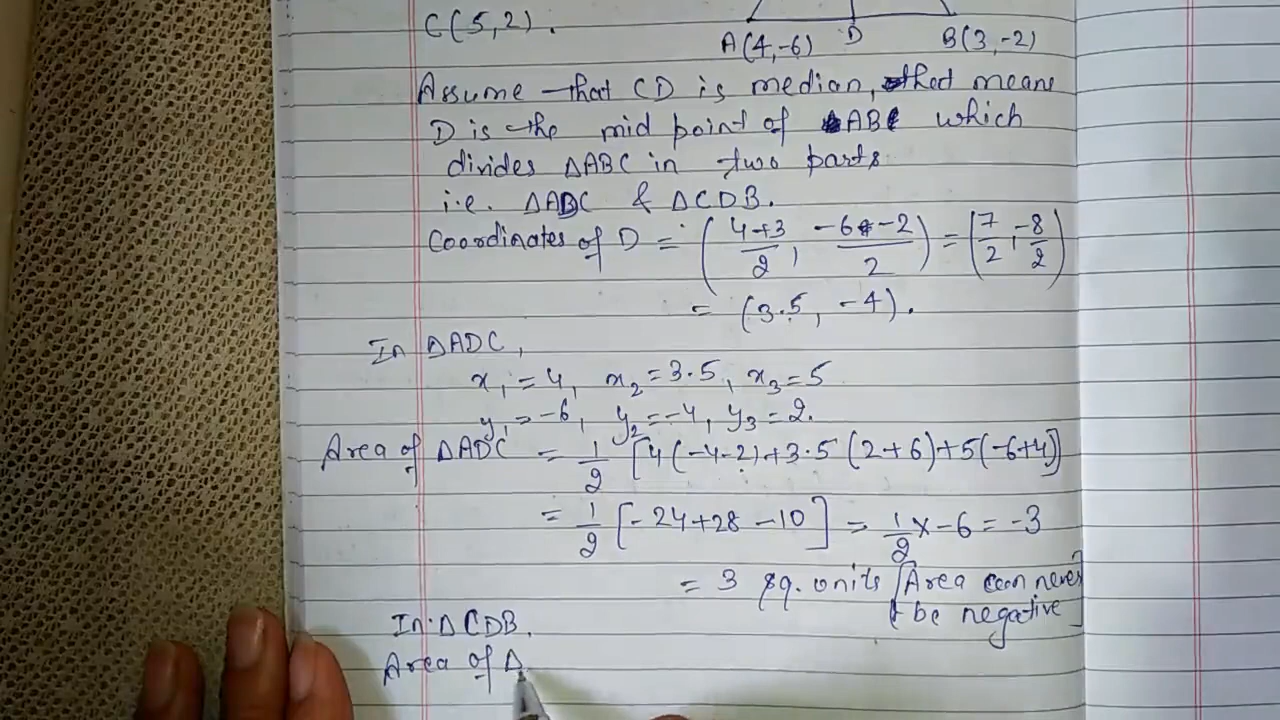 C(5,2).
A(4,-6) D B(3,-2)
Assume that CD is median, that means
D is the mid point of AB which
divides ΔABC in two parts
i.e. ΔADC & ΔCDB.
Coordinates of D = (4+3/2, -6+-2/2) = (7/2, -8/2)
= (3.5, -4).
In ΔADC,
x₁=4, x₂=3.5, x₃=5
y₁=-6, y₂=-4, y₃=2.
Area of ΔADC = 1/2 [4(-4-2)+3.5(2+6)+5(-6+4)]
= 1/2 [-24+28-10] = 1/2 x -6 = -3
= 3 sq. units [Area can never
be negative]
In ΔCDB.
Area of Δ